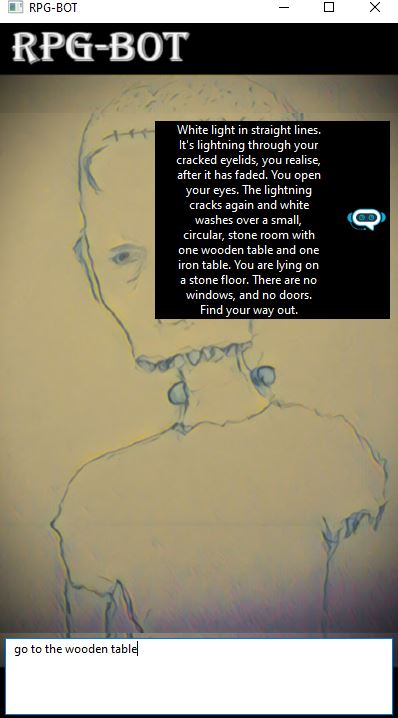 RPG-BOT
RPG-BOT
White light in straight lines.
It's lightning through your
cracked eyelids, you realise,
after it has faded. You open
your eyes. The lightning
cracks again and white
washes over a small,
circular, stone room with
one wooden table and one
iron table. You are lying on
a stone floor. There are no
windows, and no doors.
Find your way out.
go to the wooden table